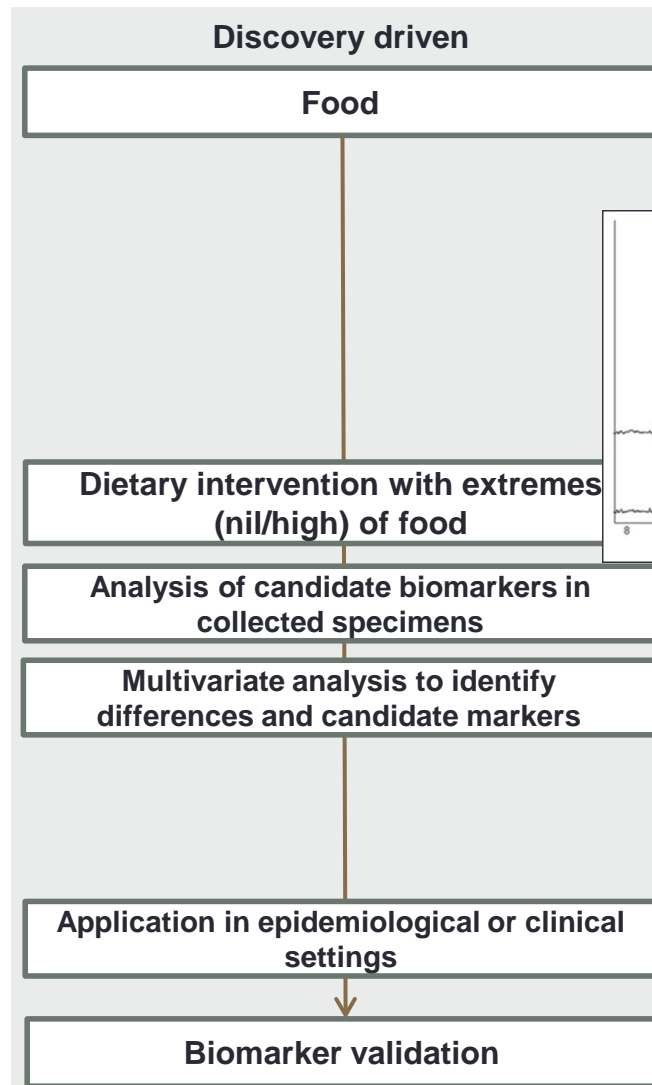 Discovery driven
Food
8
Dietary intervention with extremes
(nil/high) of food
Analysis of candidate biomarkers in
collected specimens
Multivariate analysis to identify
differences and candidate markers
Application in epidemiological or clinical
settings
Biomarker validation